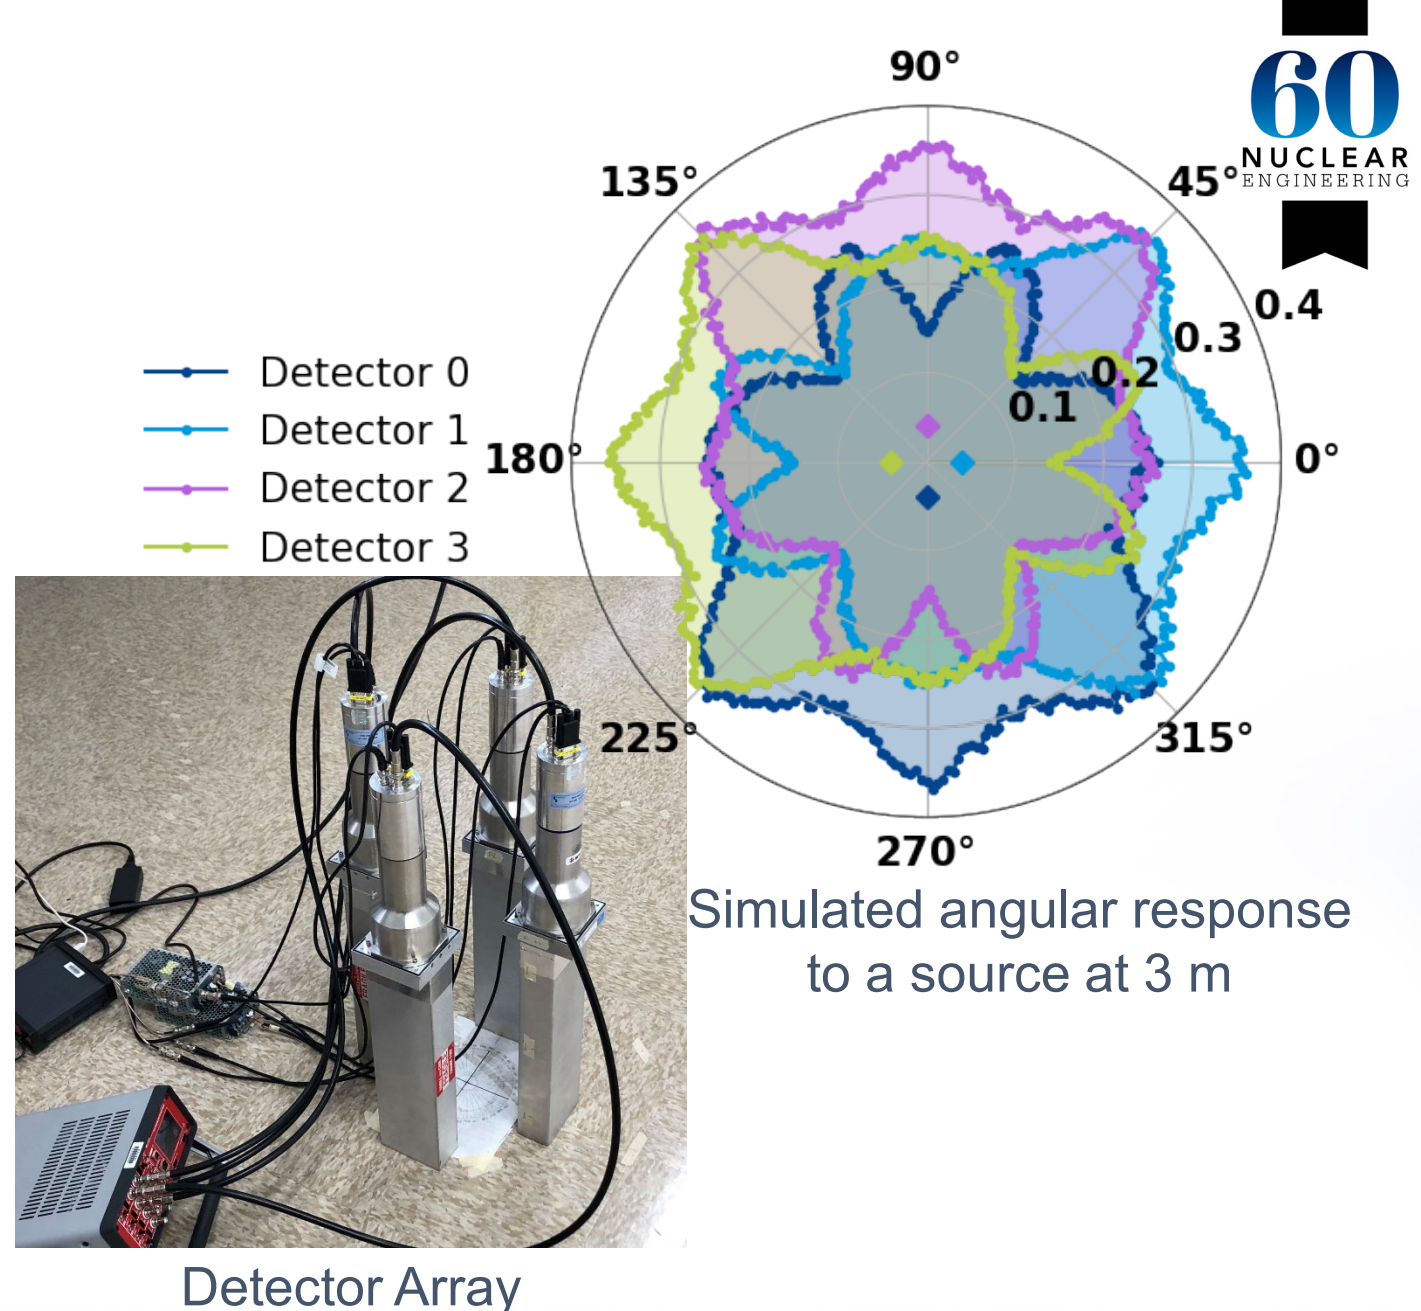 60
NUCLEAR
ENGINEERING
90°
135°
45°
0.4
0.3
0.2
0.1
Detector 0
Detector 1
Detector 2
Detector 3
180°
0°
225°
315°
270°
Simulated angular response
to a source at 3 m
Detector Array